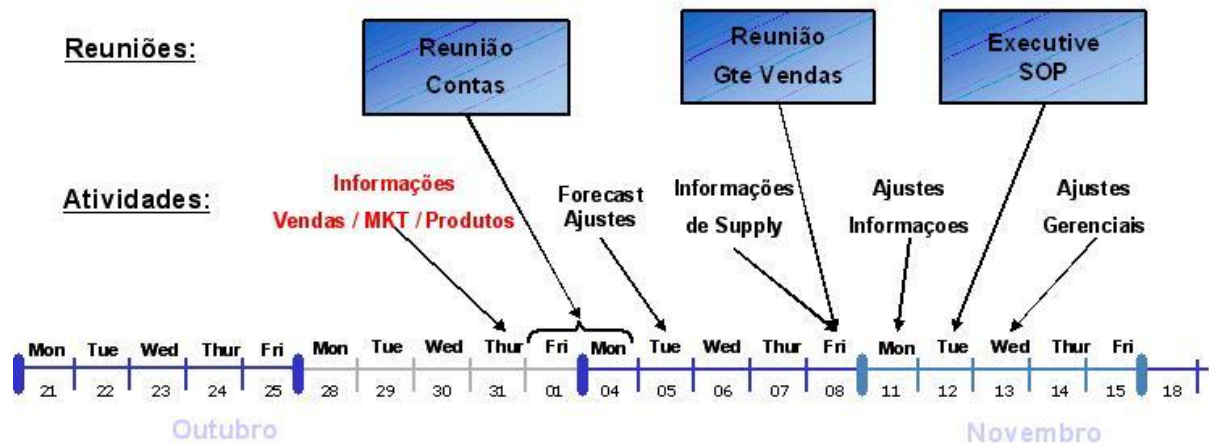 Reuniões:
Reunião
Contas
Reunião
Gte Vendas
Executive
SOP
Atividades:
Informações
Vendas / MKT / Produtos
Forecast
Ajustes
Informações
de Supply
Ajustes
Informaçoes
Ajustes
Gerenciais
Mon Tue Wed Thur Fri Mon Tue Wed Thur Fri Mon Tue Wed Thur Fri Mon Tue Wed Thur Fri
21 22 23 24 25 28 29 30 31 01 04 05 06 07 08 11 12 13 14 15 18
Outubro Novembro